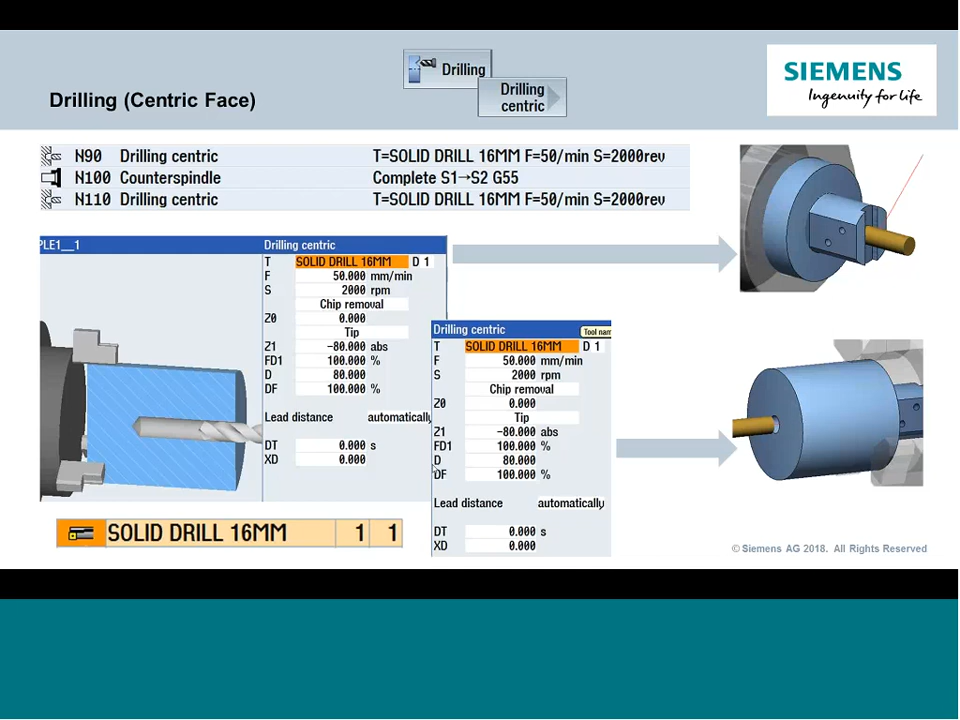 Drilling
Drilling
centric
SIEMENS
Ingenuity for life
Drilling (Centric Face)
N90 Drilling centric T=SOLID DRILL 16MM F=50/min S=2000rev
N100 Counterspindle Complete S1→S2 G55
N110 Drilling centric T=SOLID DRILL 16MM F=50/min S=2000rev
PLE1__1
Drilling centric
T SOLID DRILL 16MM D 1
F 50.000 mm/min
S 2000 rpm
Chip removal
Z0 0.000
Tip
Z1 -80.000 abs
FD1 100.000 %
D 80.000
DF 100.000 %
Lead distance automatically
DT 0.000 s
XD 0.000
Drilling centric Tool nam
T SOLID DRILL 16MM D 1
F 50.000 mm/min
S 2000 rpm
Chip removal
Z0 0.000
Tip
Z1 -80.000 abs
FD1 100.000 %
D 80.000
DF 100.000 %
Lead distance automatically
DT 0.000 s
XD 0.000
SOLID DRILL 16MM 1 1
© Siemens AG 2018. All Rights Reserved